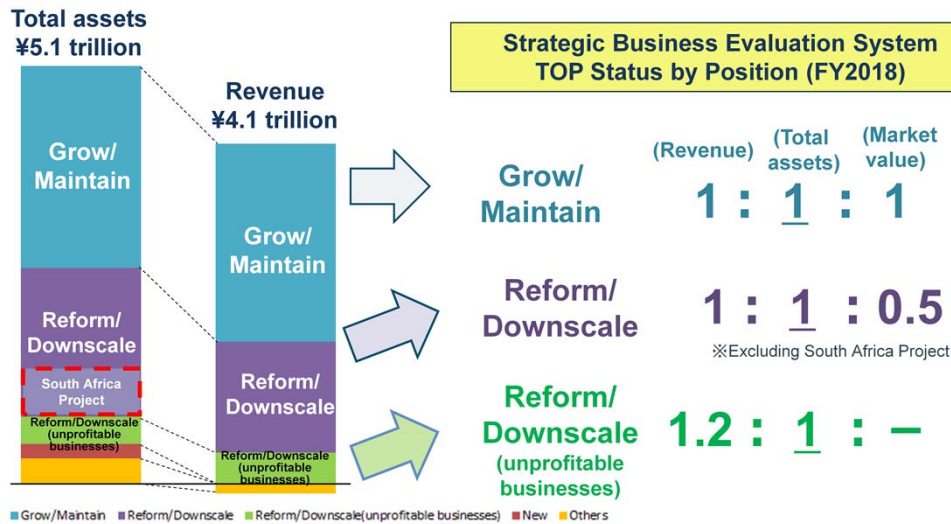 Total assets
¥5.1 trillion
Grow/
Maintain
Reform/
Downscale
South Africa
Project
Reform/Downscale
(unprofitable
businesses)
Revenue
¥4.1 trillion
Grow/
Maintain
Reform/
Downscale
Reform/Downscale
(unprofitable
businesses)
Strategic Business Evaluation System
TOP Status by Position (FY2018)
(Revenue) (Total assets) (Market value)
Grow/
Maintain
1 : 1 : 1
Reform/
Downscale
1 : 1 : 0.5
※Excluding South Africa Project
Reform/
Downscale
(unprofitable
businesses)
1.2 : 1 : –
Grow/Maintain Reform/Downscale Reform/Downscale(unprofitable businesses) New Others